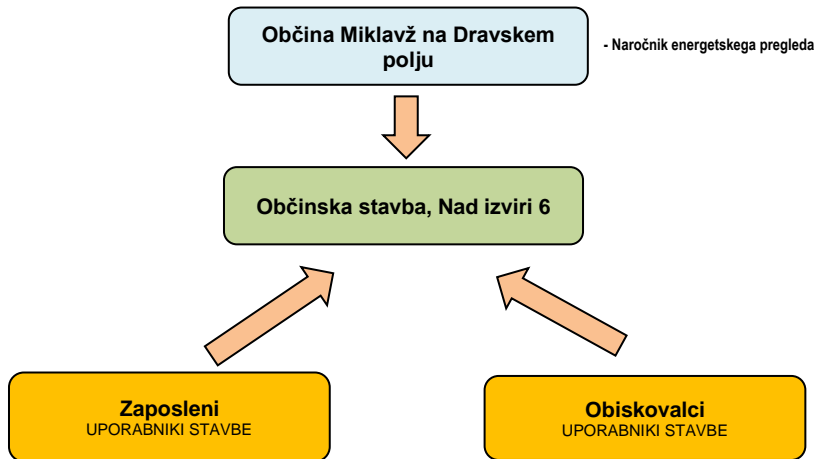 Občina Miklavž na Dravskem
polju
- Naročnik energetskega pregleda
Občinska stavba, Nad izviri 6
Zaposleni
UPORABNIKI STAVBE
Obiskovalci
UPORABNIKI STAVBE